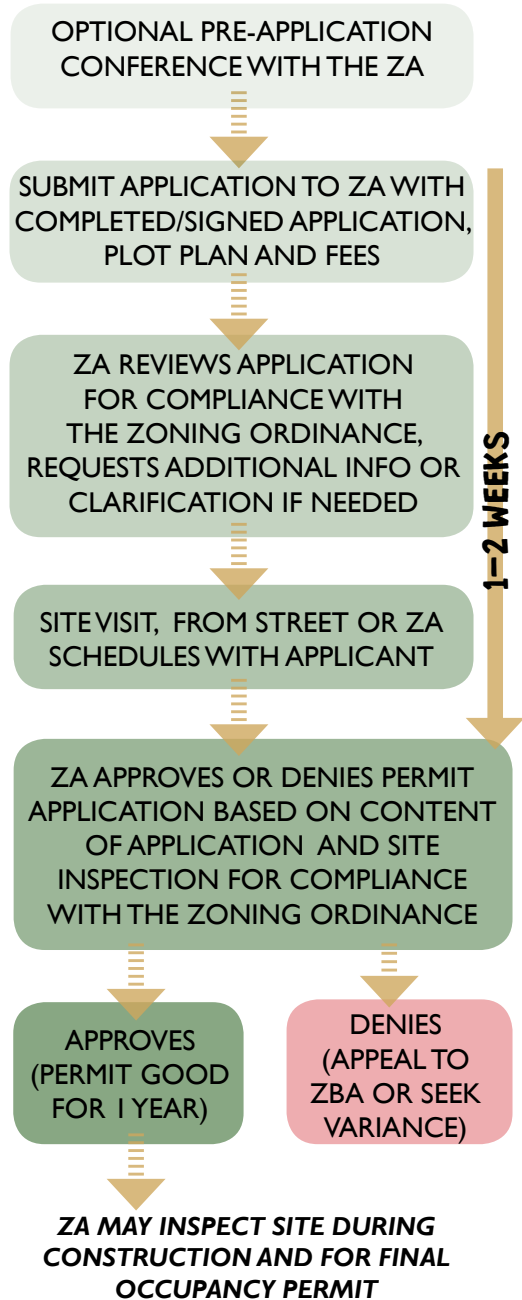 OPTIONAL PRE-APPLICATION
CONFERENCE WITH THE ZA
SUBMIT APPLICATION TO ZA WITH
COMPLETED/SIGNED APPLICATION,
PLOT PLAN AND FEES
ZA REVIEWS APPLICATION
FOR COMPLIANCE WITH
THE ZONING ORDINANCE,
REQUESTS ADDITIONAL INFO OR
CLARIFICATION IF NEEDED
1–2 WEEKS
SITE VISIT, FROM STREET OR ZA
SCHEDULES WITH APPLICANT
ZA APPROVES OR DENIES PERMIT
APPLICATION BASED ON CONTENT
OF APPLICATION AND SITE
INSPECTION FOR COMPLIANCE
WITH THE ZONING ORDINANCE
APPROVES
(PERMIT GOOD
FOR 1 YEAR)
DENIES
(APPEAL TO
ZBA OR SEEK
VARIANCE)
ZA MAY INSPECT SITE DURING
CONSTRUCTION AND FOR FINAL
OCCUPANCY PERMIT